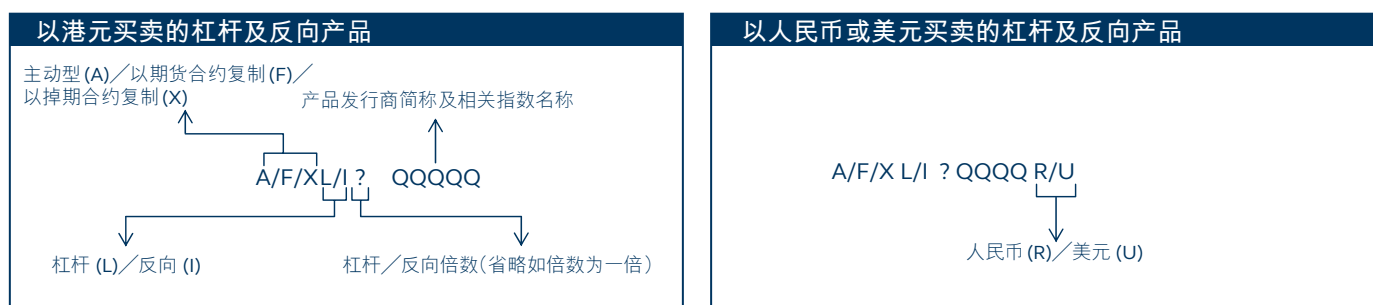 以港元买卖的杠杆及反向产品
主动型 (A)／以期货合约复制 (F)／
以掉期合约复制 (X)
产品发行商简称及相关指数名称
A/F/XL/I ? QQQQQ
杠杆 (L)／反向 (I)
杠杆／反向倍数(省略如倍数为一倍)
以人民币或美元买卖的杠杆及反向产品
A/F/X L/I ? QQQQ R/U
人民币 (R)／美元 (U)